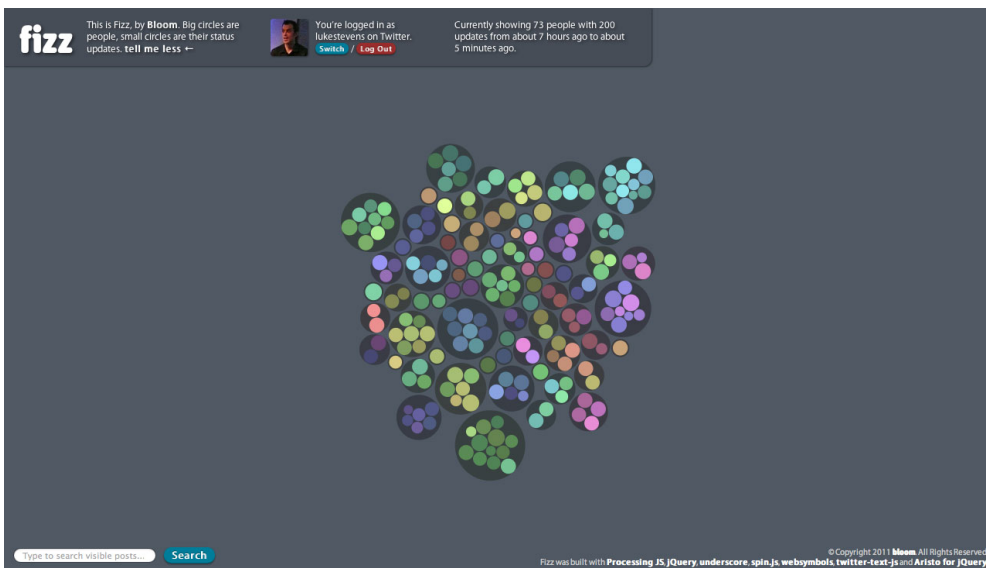 fizz
This is Fizz, by Bloom. Big circles are
people, small circles are their status
updates. tell me less ←
You're logged in as
lukestevens on Twitter.
Switch / Log Out
Currently showing 73 people with 200
updates from about 7 hours ago to about
5 minutes ago.
Type to search visible posts...
Search
© Copyright 2011 bloom. All Rights Reserved
Fizz was built with Processing JS, jQuery, underscore, spin.js, websymbols, twitter-text-js and Aristo for jQuery